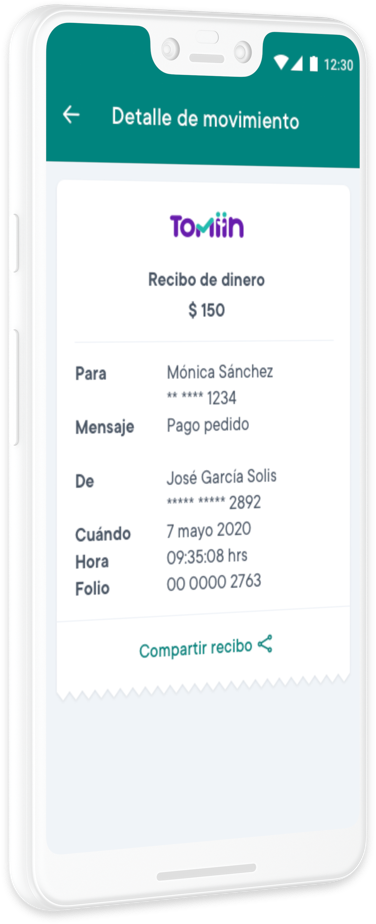 12:30
Detalle de movimiento
Tomiin
Recibo de dinero
$ 150
Para Mónica Sánchez
** **** 1234
Mensaje Pago pedido
De José García Solis
***** ***** 2892
Cuándo 7 mayo 2020
Hora 09:35:08 hrs
Folio 00 0000 2763
Compartir recibo